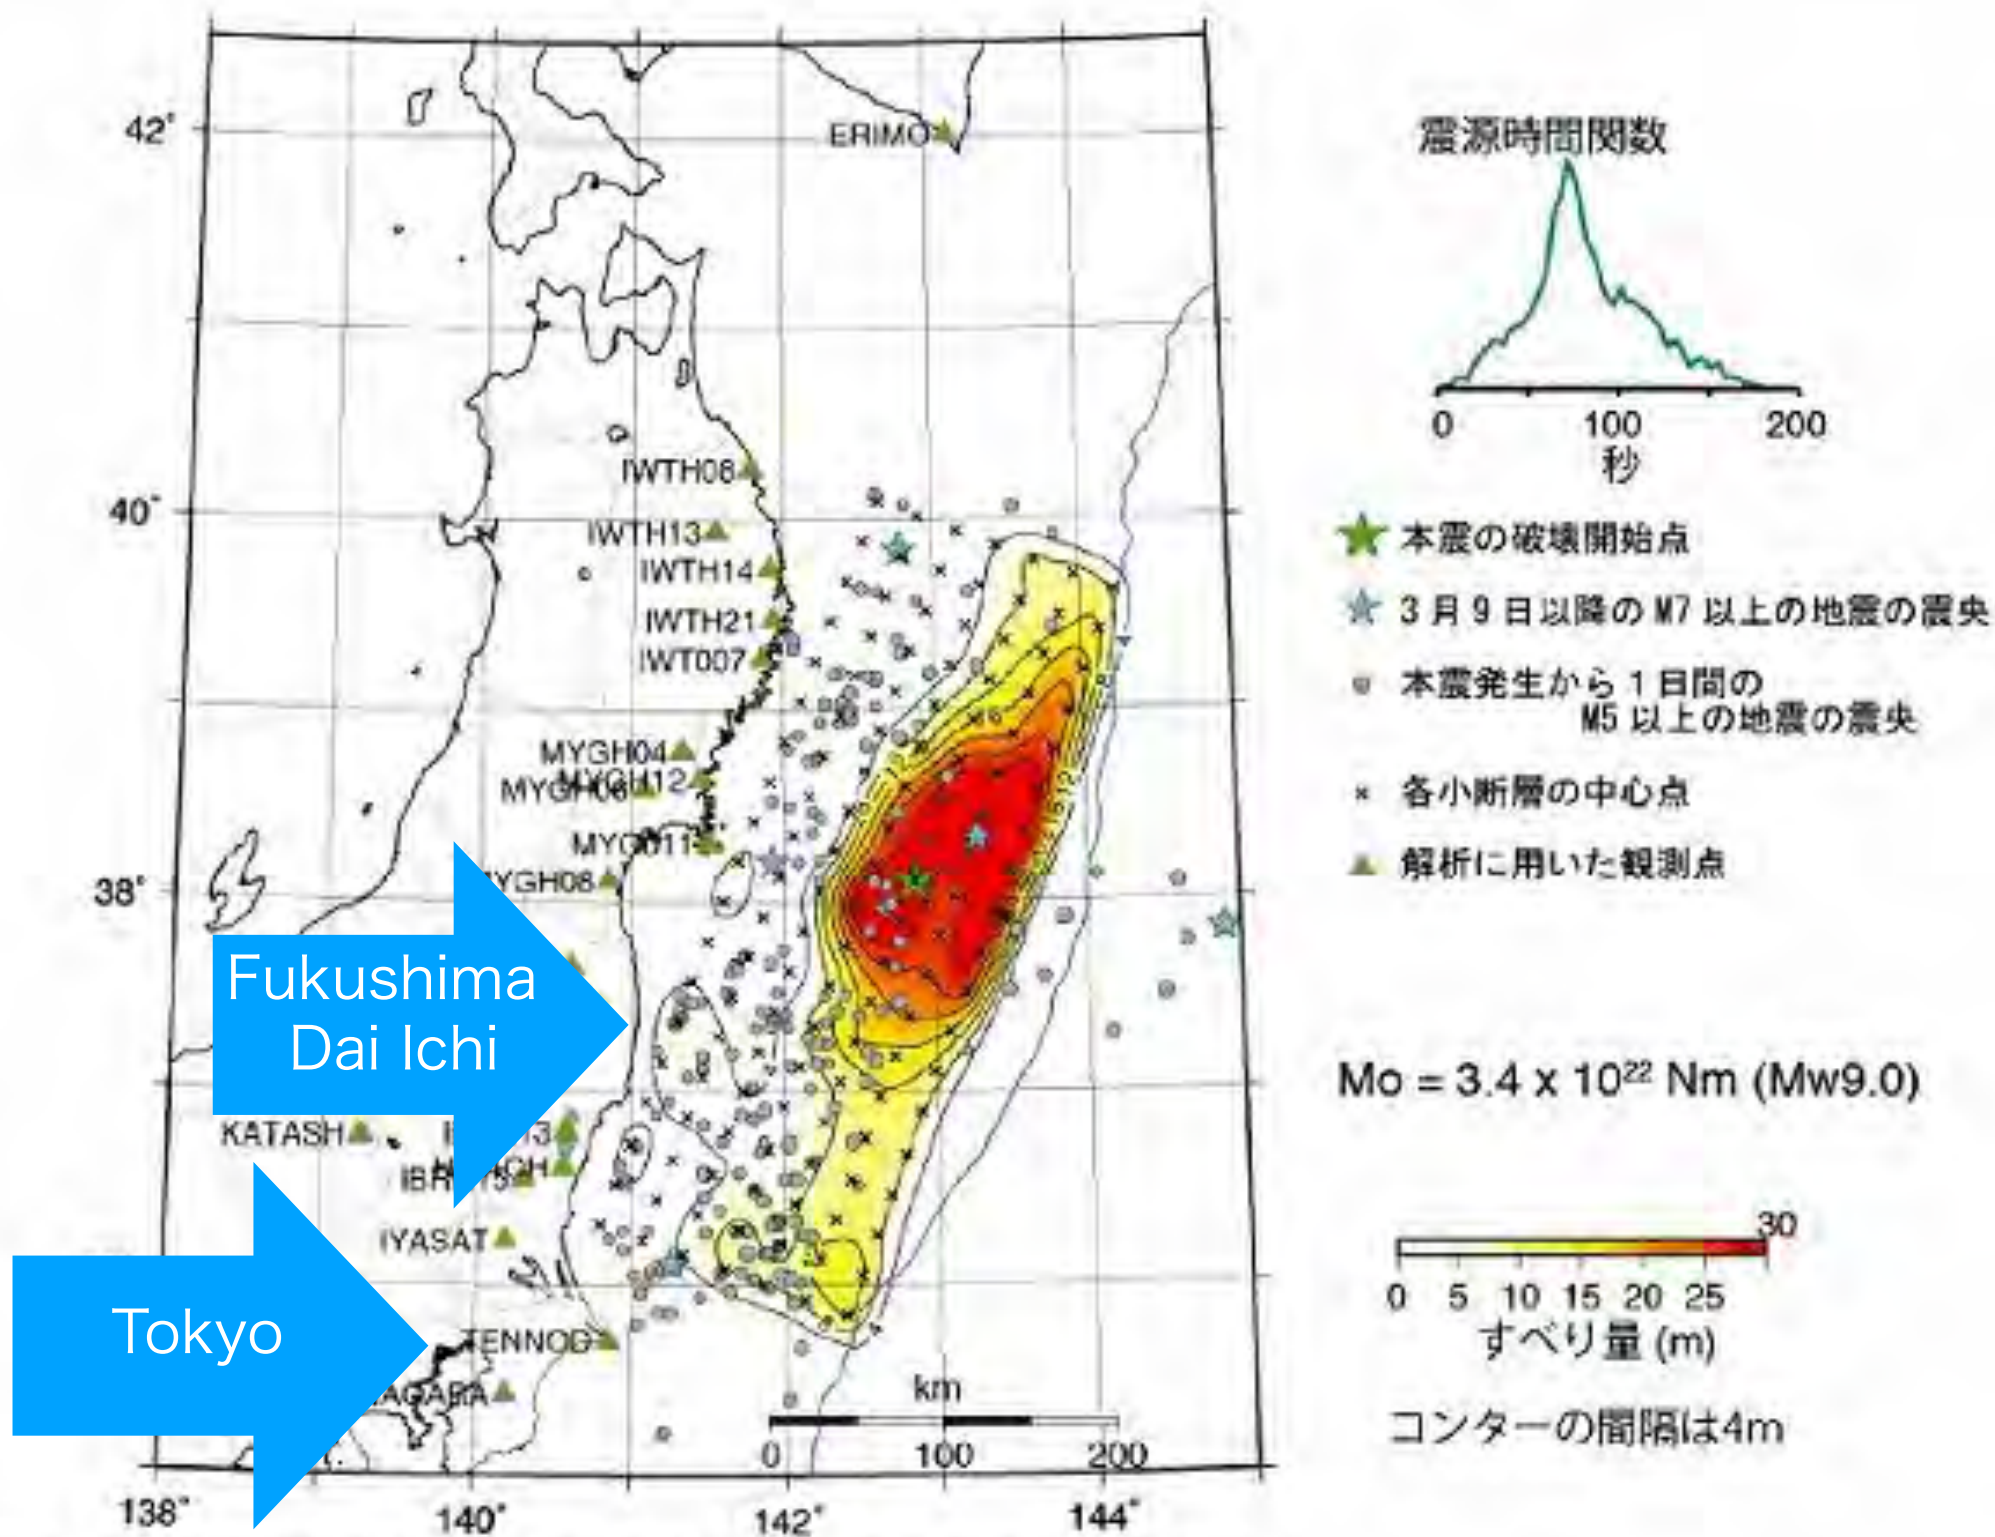 42°
40°
38°
138°
140°
142°
144°
ERIMO
IWTH08
IWTH13
IWTH14
IWTH21
IWT007
MYGH04
MYGH12
MYGH06
MYG011
MYGH08
Fukushima
Dai Ichi
KATASH
IYASAT
Tokyo
TENNOD
km
0 100 200
震源時間関数
0 100 200
秒
本震の破壊開始点
3月9日以降のM7以上の地震の震央
本震発生から1日間の
M5以上の地震の震央
各小断層の中心点
解析に用いた観測点
Mo = 3.4 x 10²² Nm (Mw9.0)
30
0 5 10 15 20 25
すべり量 (m)
コンターの間隔は4m